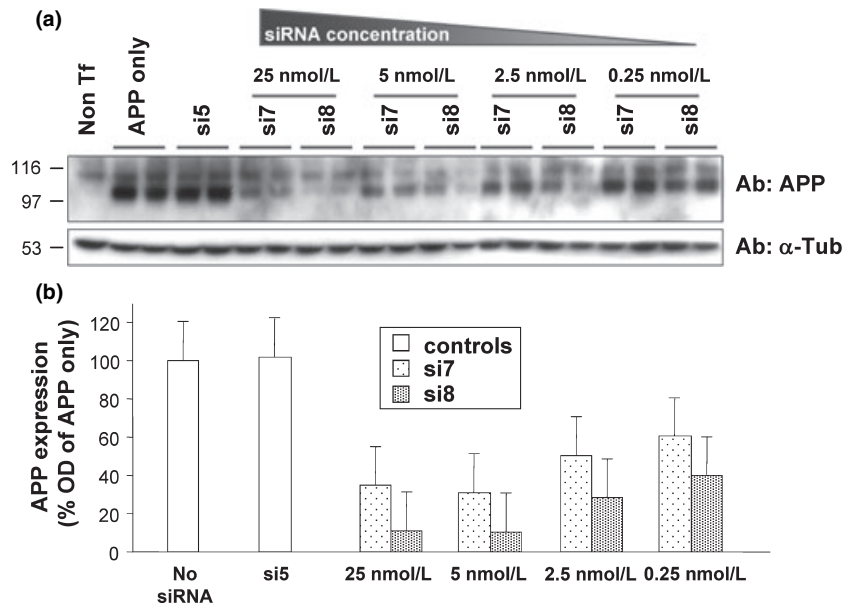 (a)
siRNA concentration
25 nmol/L 5 nmol/L 2.5 nmol/L 0.25 nmol/L
Non Tf APP only si5 si7 si8 si7 si8 si7 si8 si7 si8
116
97
Ab: APP
53
Ab: α-Tub
(b)
APP expression
(% OD of APP only)
120
100
80
60
40
20
0
controls
si7
si8
No siRNA
si5
25 nmol/L 5 nmol/L 2.5 nmol/L 0.25 nmol/L